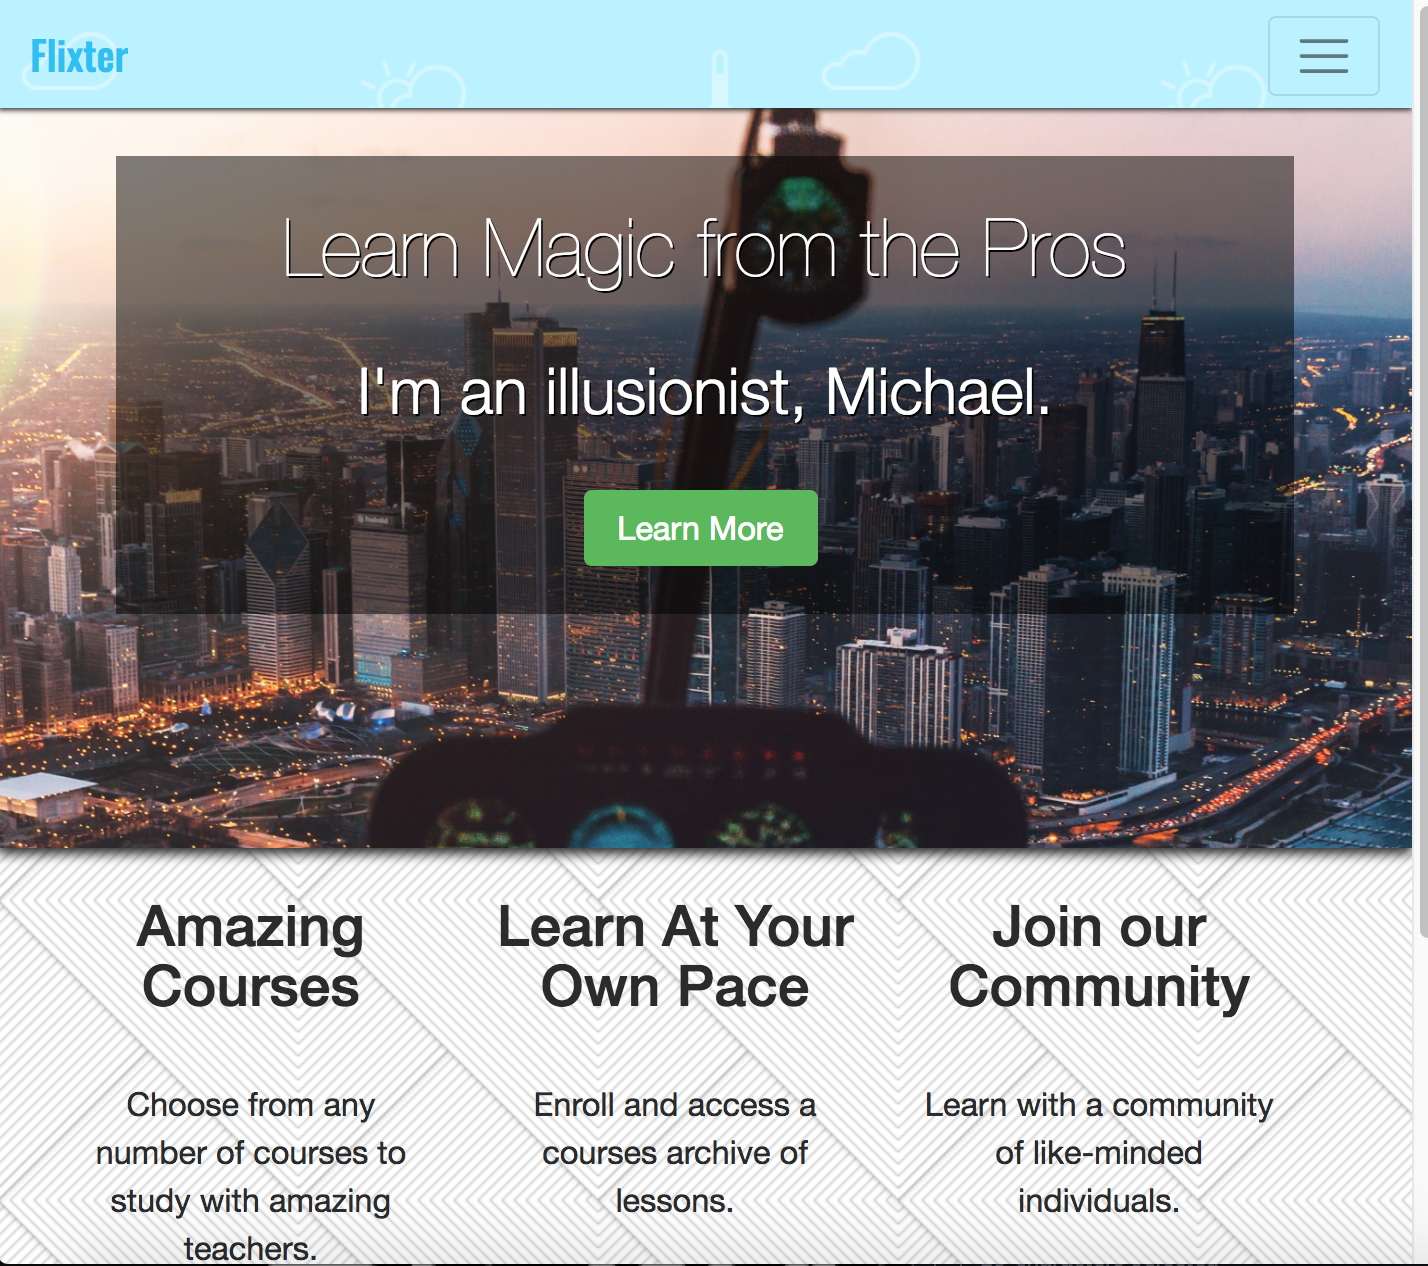 Flixter
Learn Magic from the Pros
I'm an illusionist, Michael.
Learn More
Amazing
Courses
Choose from any
number of courses to
study with amazing
teachers.
Learn At Your
Own Pace
Enroll and access a
courses archive of
lessons.
Join our
Community
Learn with a community
of like-minded
individuals.